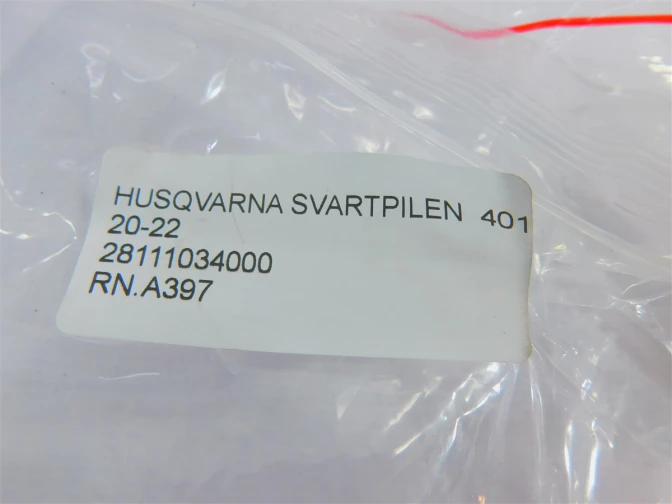 HUSQVARNA SVARTPILEN 401
20-22
28111034000
RN.A397